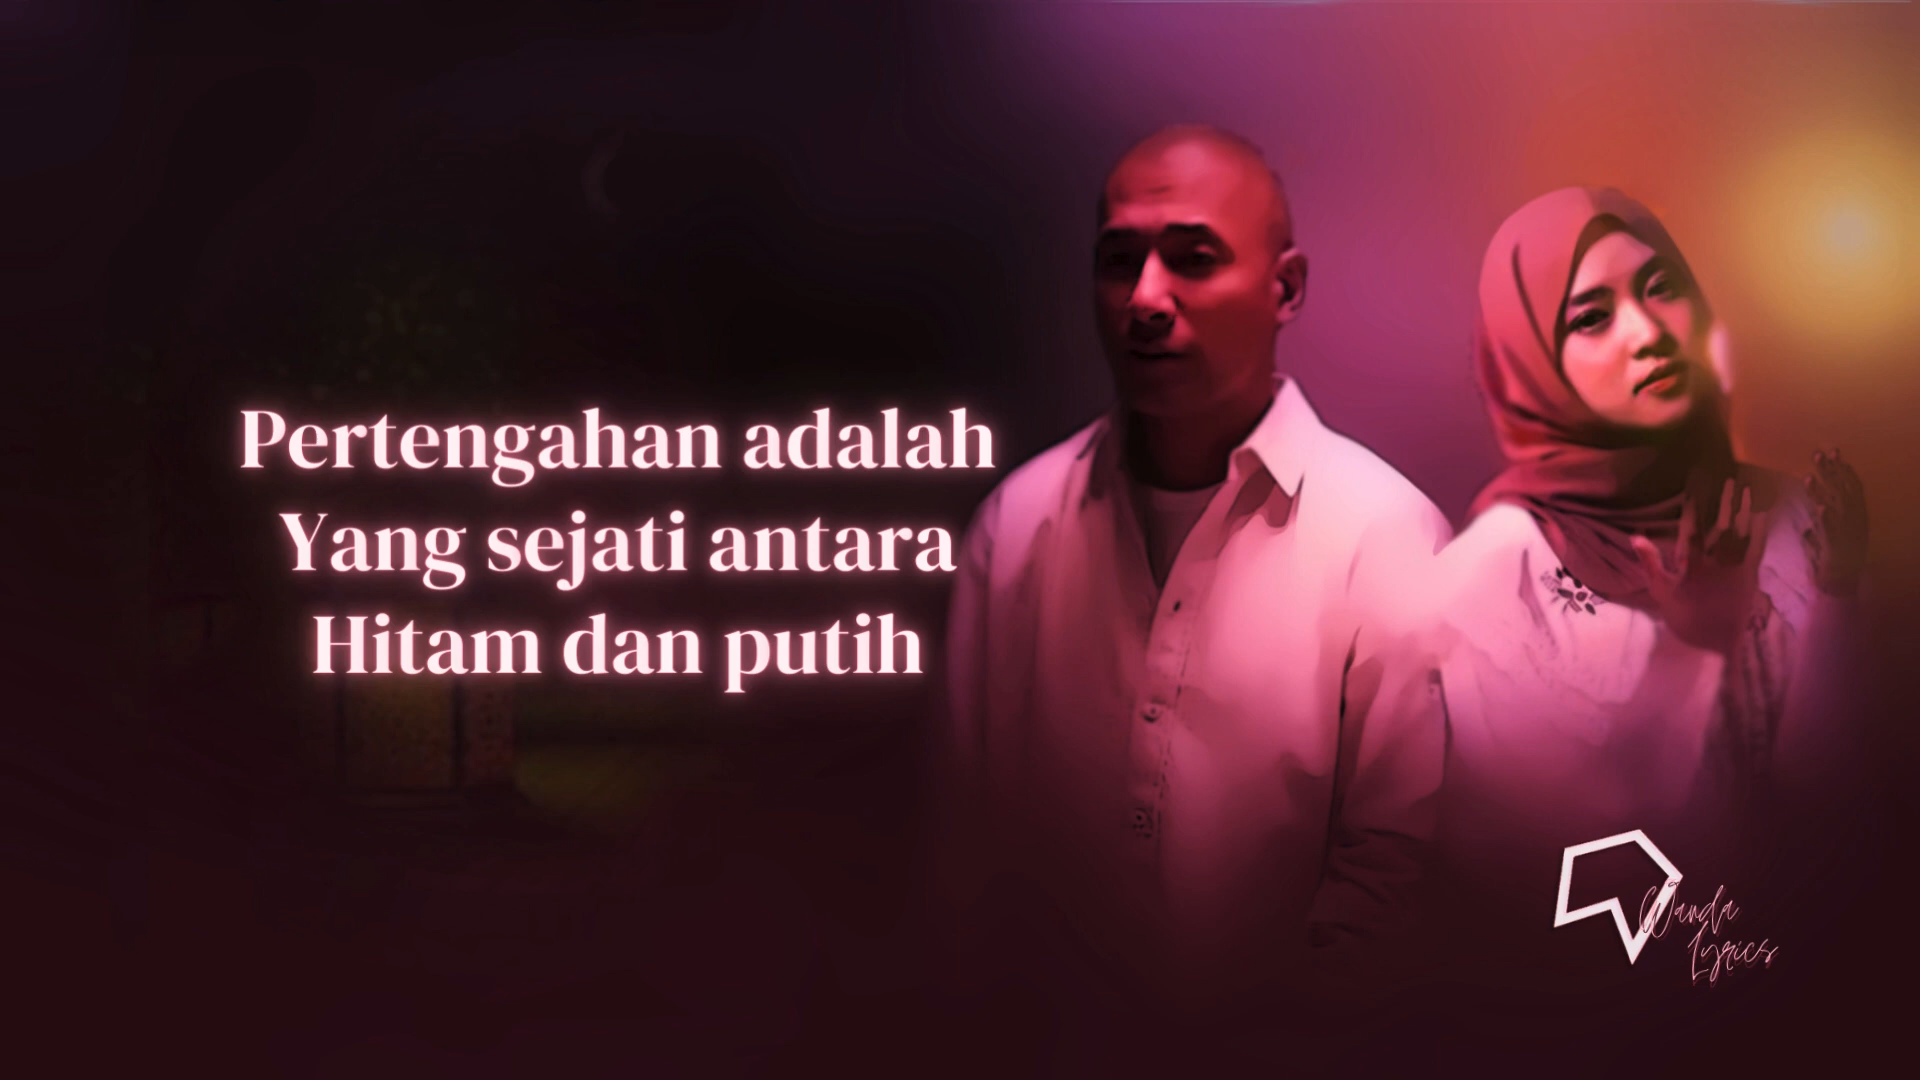 Pertengahan adalah
Yang sejati antara
Hitam dan putih
Wanda
Lyrics